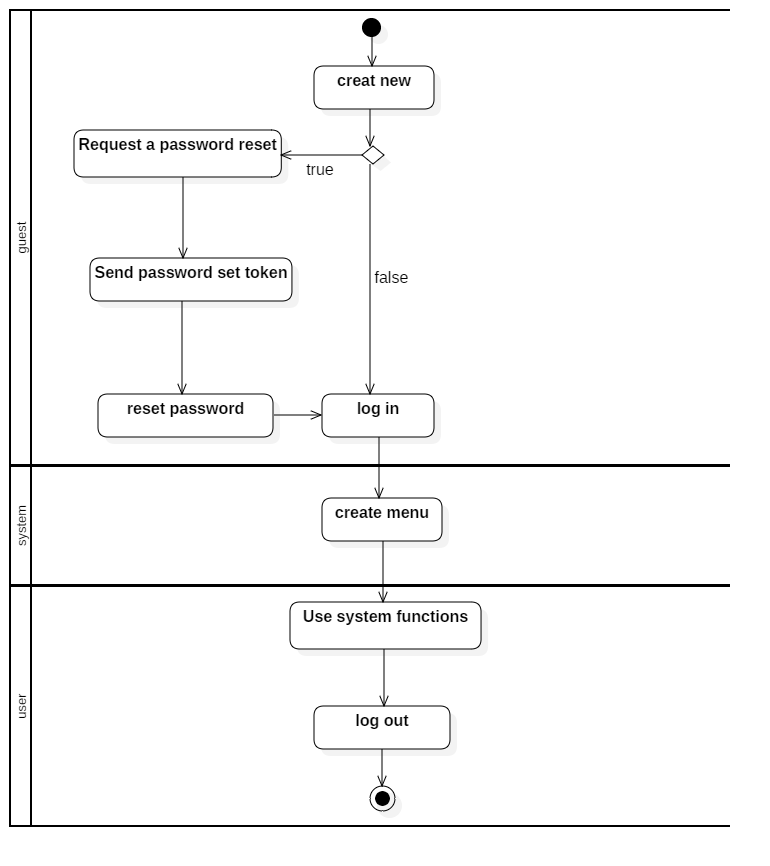 creat new
Request a password reset
true
guest
Send password set token
false
reset password
log in
system
create menu
user
Use system functions
log out